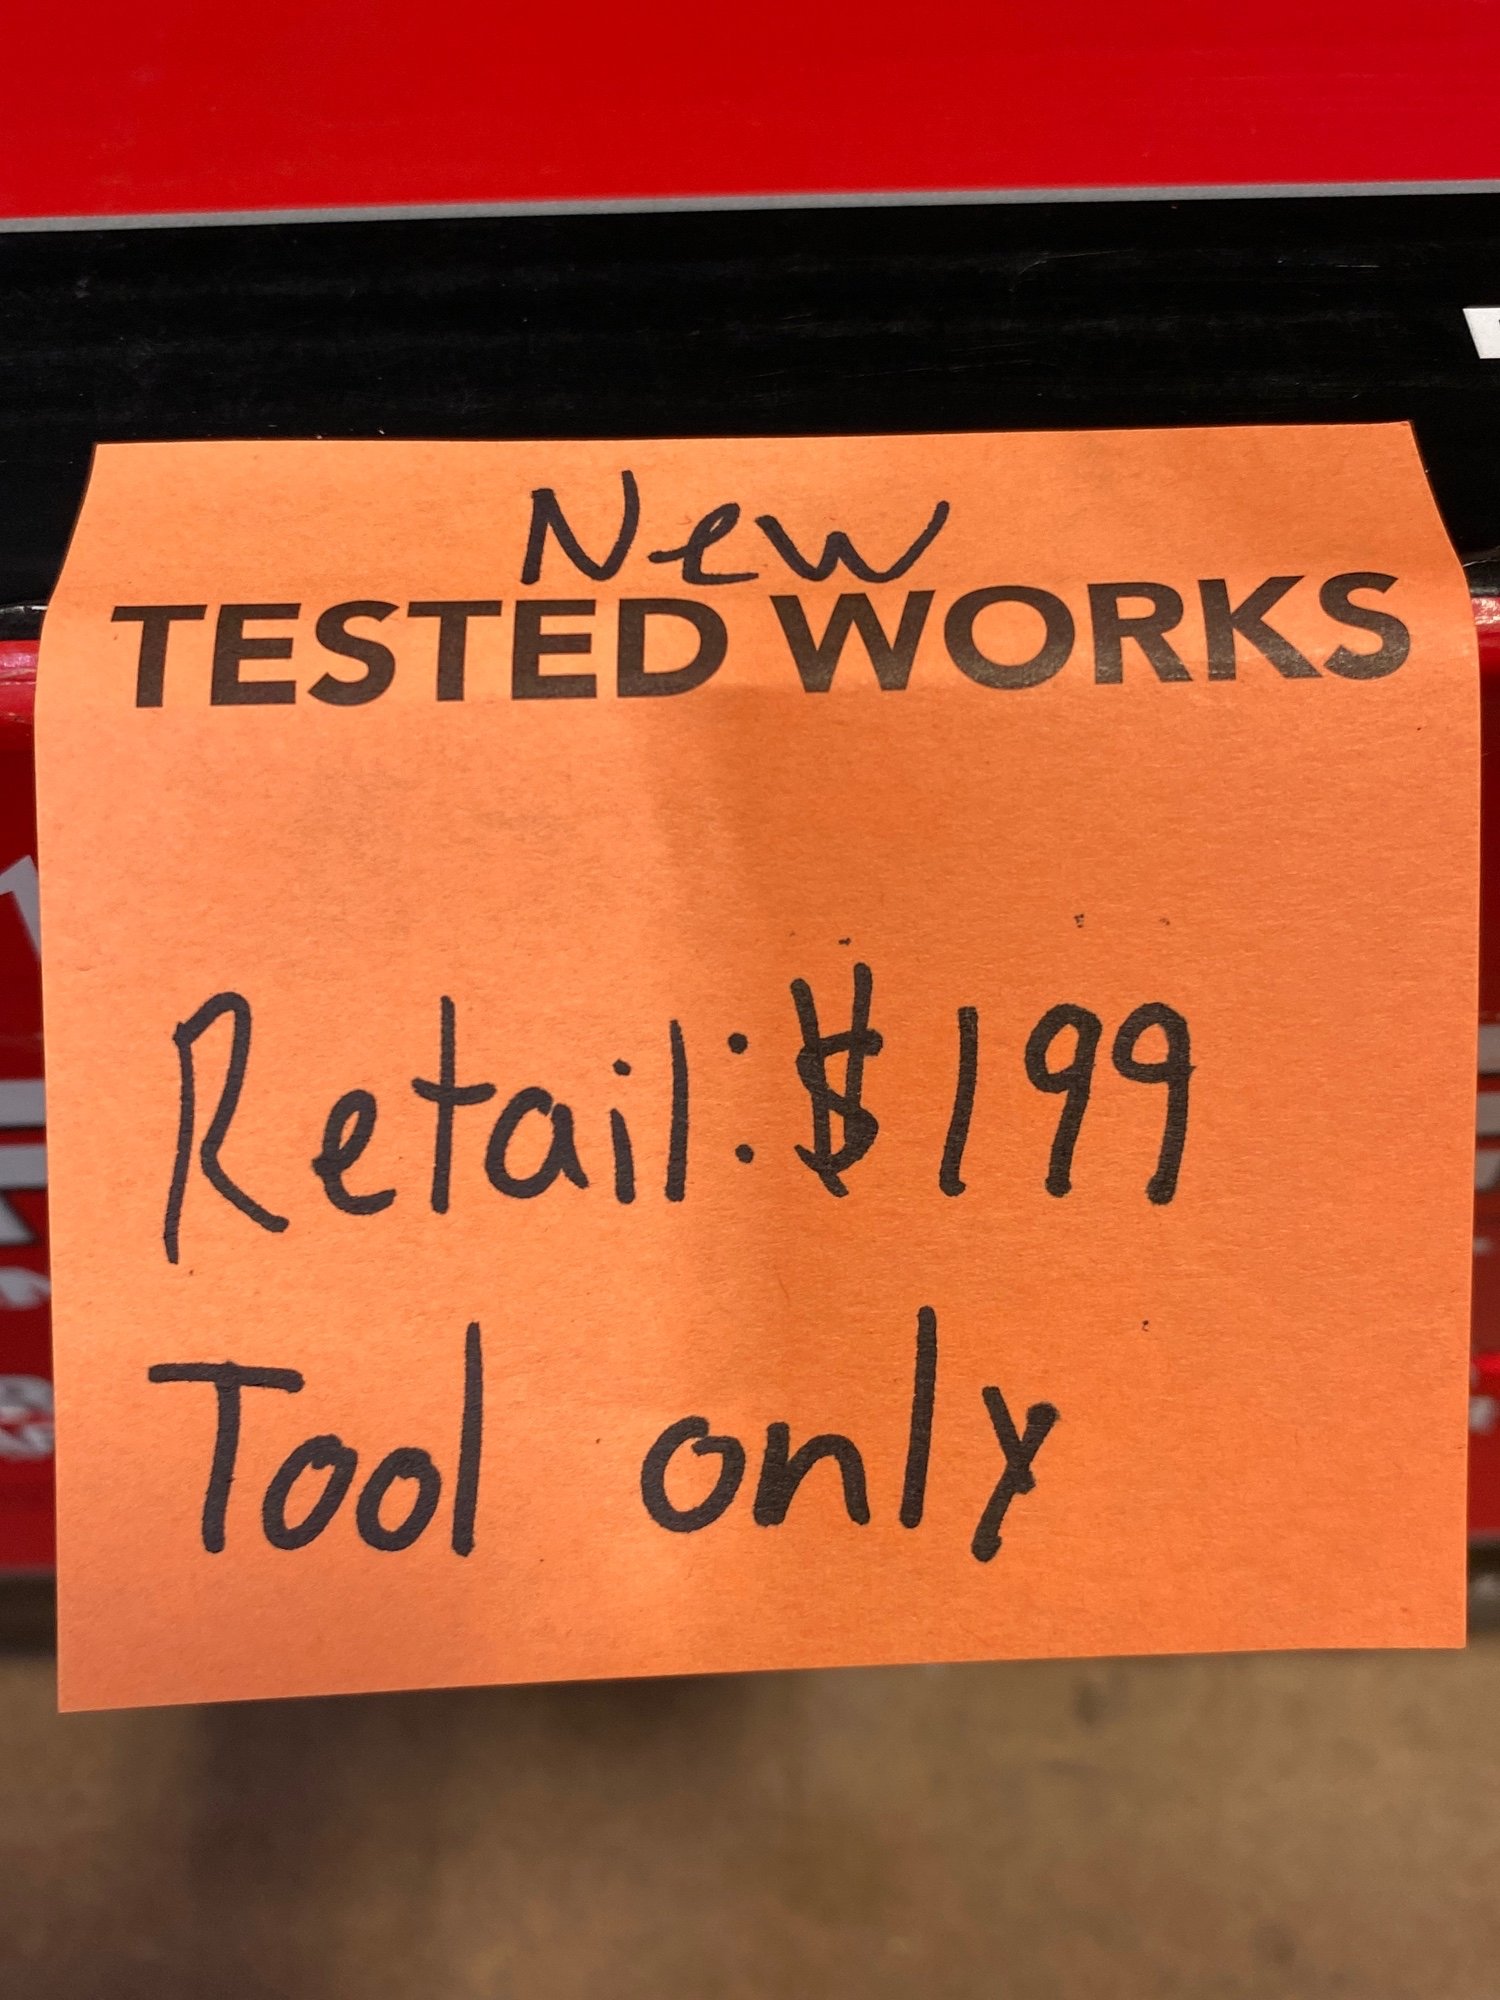 New
TESTED WORKS
Retail: $199
Tool only